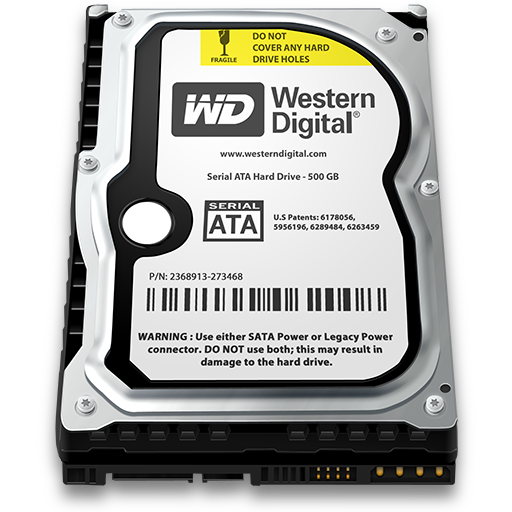 DO NOT
COVER ANY HARD
DRIVE HOLES
FRAGILE
WD Western
Digital®
www.westerndigital.com
Serial ATA Hard Drive - 500 GB
SERIAL
ATA
U.S Patents: 6178056,
5956196, 6289484, 6263459
P/N: 2368913-273468
WARNING : Use either SATA Power or Legacy Power
connector. DO NOT use both; this may result in
damage to the hard drive.